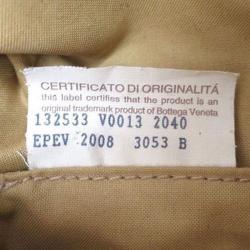 CERTIFICATO DI ORIGINALITÁ
this label certifies that the product is an
original trademark product of Bottega Veneta
132533 V0013 2040
EPEV 2008 3053 B